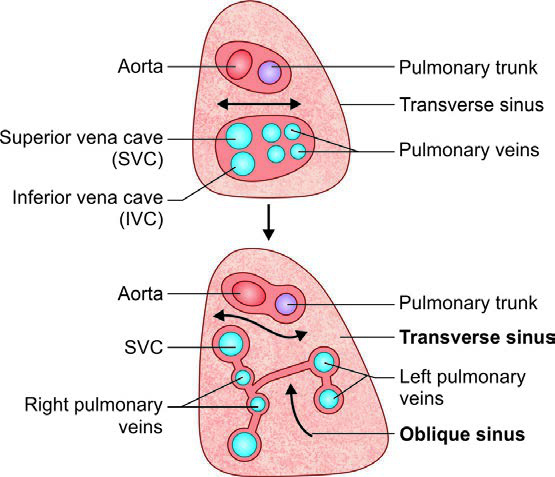 Aorta
Pulmonary trunk
Transverse sinus
Superior vena cave
(SVC)
Pulmonary veins
Inferior vena cave
(IVC)
Aorta
Pulmonary trunk
Transverse sinus
SVC
Left pulmonary
veins
Right pulmonary
veins
Oblique sinus